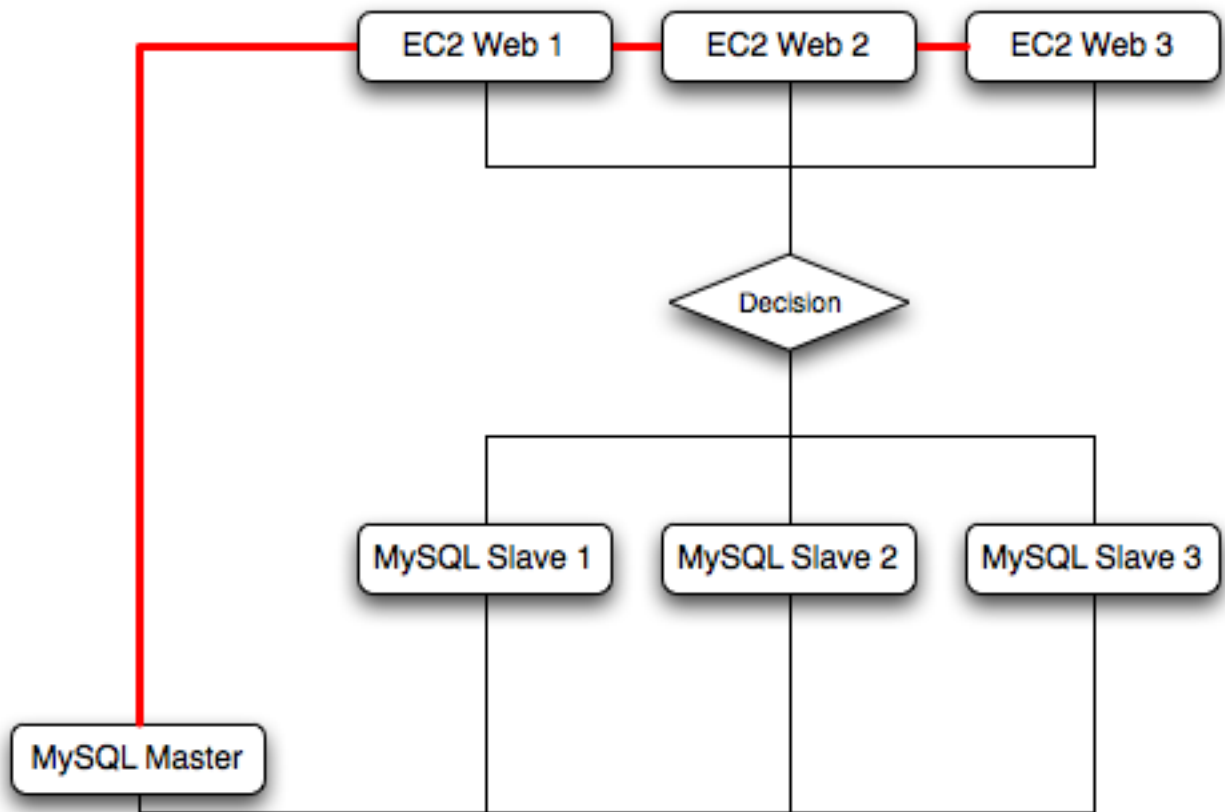 EC2 Web 1
EC2 Web 2
EC2 Web 3
Decision
MySQL Slave 1
MySQL Slave 2
MySQL Slave 3
MySQL Master